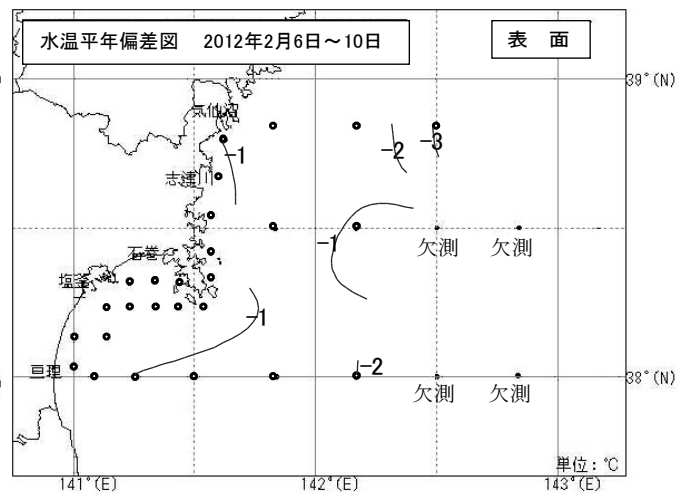 水温平年偏差図　2012年2月6日～10日
表　面
39°(N)
気仙沼
-2
-3
-1
志津川
-1
欠測
欠測
石巻
塩釜
-1
亘理
-2
38°(N)
欠測
欠測
単位：℃
141°(E)
142°(E)
143°(E)